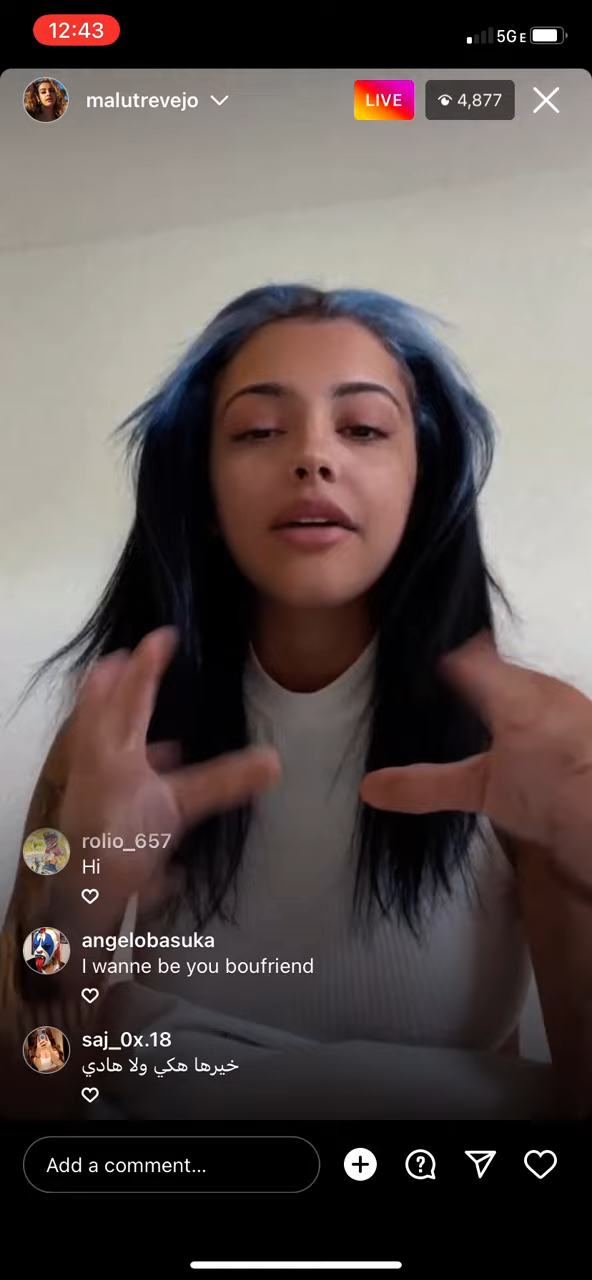 12:43
5G E
malutrevejo
LIVE
4,877
rolio_657
Hi
angelobasuka
I wanne be you boufriend
saj_0x.18
خيرها هكي ولا هادي
Add a comment...